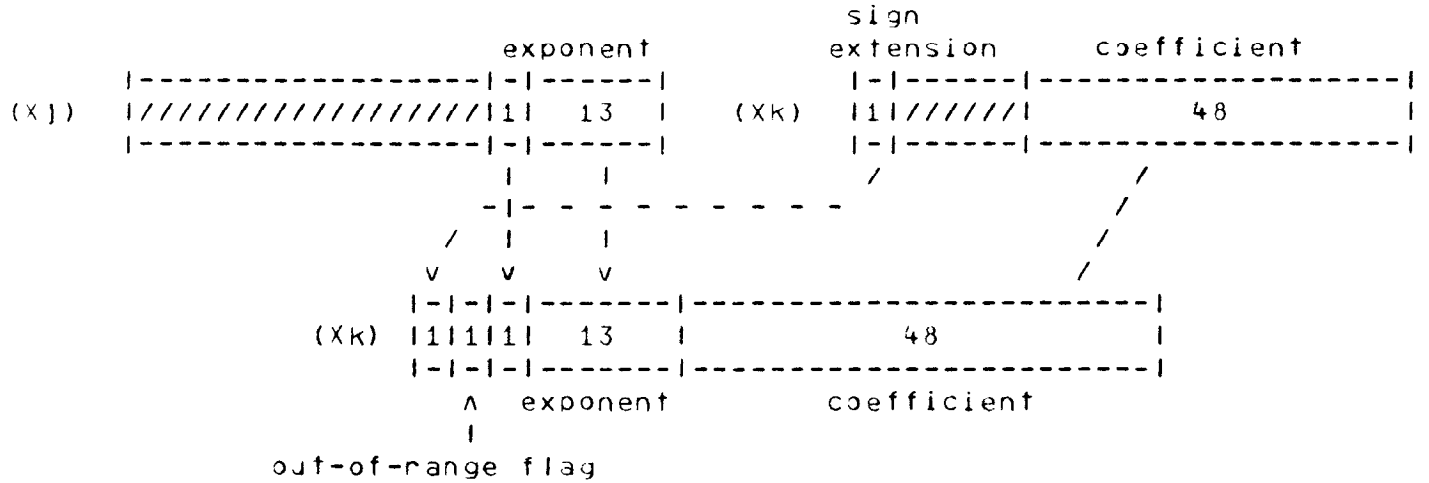 sign
exponent extension coefficient
(Xj) |/////////////////////|1| 13 | (XK) |1|//////| 48 |
(XK) |1|1|1| 13 | 48 |
^ exponent coefficient
out-of-range flag